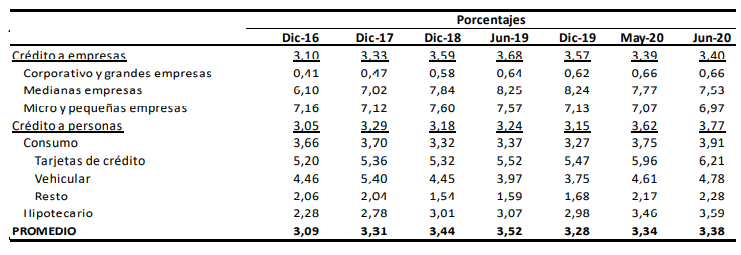 Porcentajes
Dic-16 Dic-17 Dic-18 Jun-19 Dic-19 May-20 Jun-20
Crédito a empresas 3,10 3,33 3,59 3,68 3,57 3,39 3,40
Corporativo y grandes empresas 0,41 0,47 0,58 0,64 0,62 0,66 0,66
Medianas empresas 6,10 7,02 7,84 8,25 8,24 7,77 7,53
Micro y pequeñas empresas 7,16 7,12 7,60 7,57 7,13 7,07 6,97
Crédito a personas 3,05 3,29 3,18 3,24 3,15 3,62 3,77
Consumo 3,66 3,70 3,32 3,37 3,27 3,75 3,91
Tarjetas de crédito 5,20 5,36 5,32 5,52 5,47 5,96 6,21
Vehicular 4,46 5,40 4,45 3,97 3,75 4,61 4,78
Resto 2,06 2,04 1,54 1,59 1,68 2,17 2,28
Hipotecario 2,28 2,78 3,01 3,07 2,98 3,46 3,59
PROMEDIO 3,09 3,31 3,44 3,52 3,28 3,34 3,38